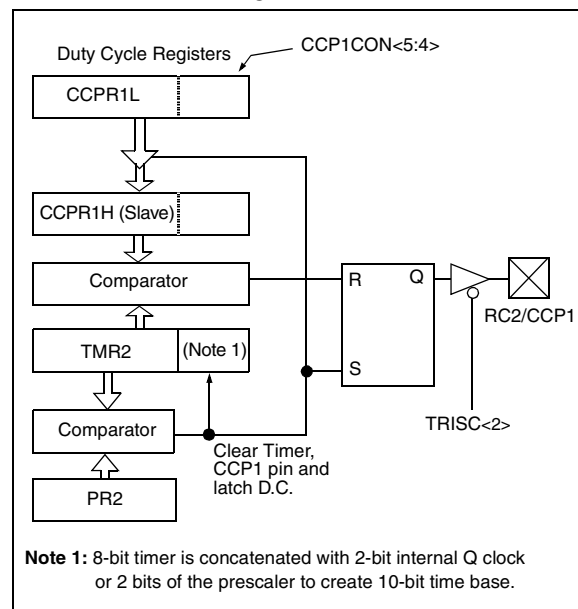 Duty Cycle Registers
CCP1CON<5:4>
CCPR1L
CCPR1H (Slave)
Comparator
R
Q
RC2/CCP1
TMR2
(Note 1)
S
TRISC<2>
Comparator
Clear Timer,
CCP1 pin and
latch D.C.
PR2
Note 1: 8-bit timer is concatenated with 2-bit internal Q clock
or 2 bits of the prescaler to create 10-bit time base.